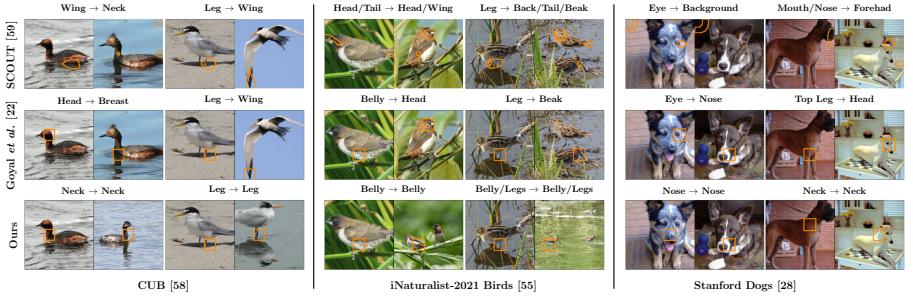 Wing → Neck Leg → Wing Head/Tail → Head/Wing Leg → Back/Tail/Beak Eye → Background Mouth/Nose → Forehad
SCOUT [59]
Head → Breast Leg → Wing Belly → Head Leg → Beak Eye → Nose Top Leg → Head
Goyal et al. [22]
Neck → Neck Leg → Leg Belly → Belly Belly/Legs → Belly/Legs Nose → Nose Neck → Neck
Ours
CUB [58] iNaturalist-2021 Birds [55] Stanford Dogs [28]